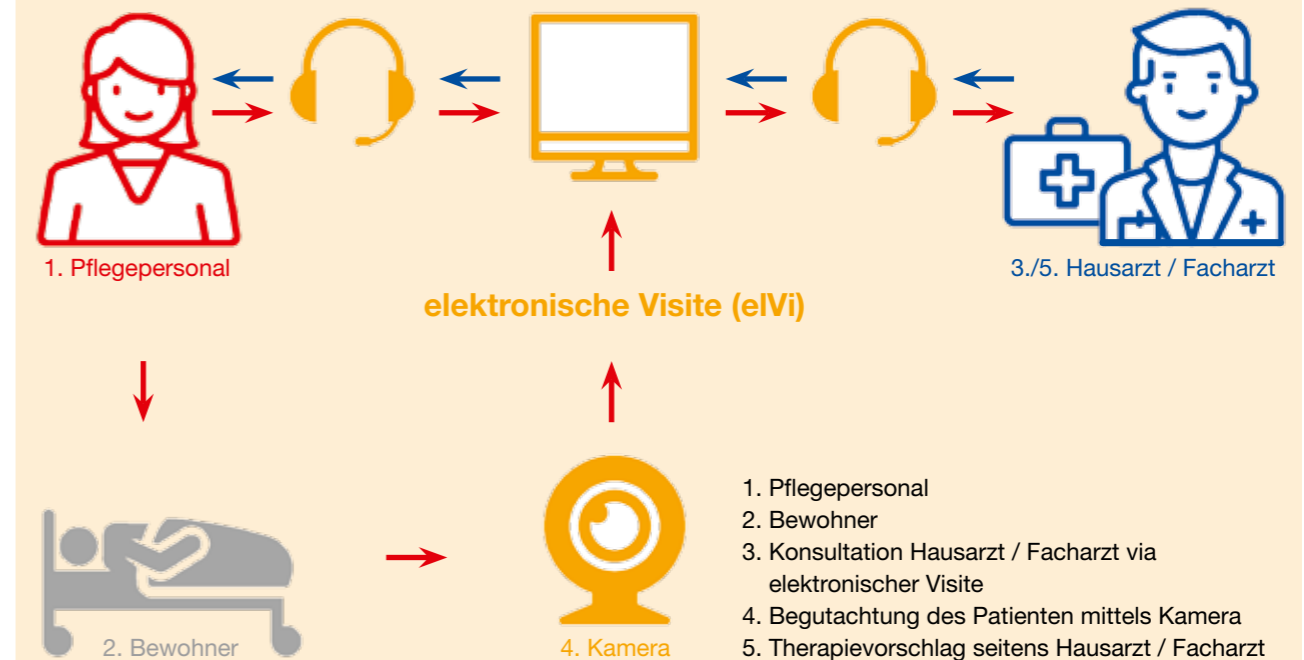 1. Pflegepersonal
3./5. Hausarzt / Facharzt
elektronische Visite (elVi)
2. Bewohner
4. Kamera
1. Pflegepersonal
2. Bewohner
3. Konsultation Hausarzt / Facharzt via
elektronischer Visite
4. Begutachtung des Patienten mittels Kamera
5. Therapievorschlag seitens Hausarzt / Facharzt